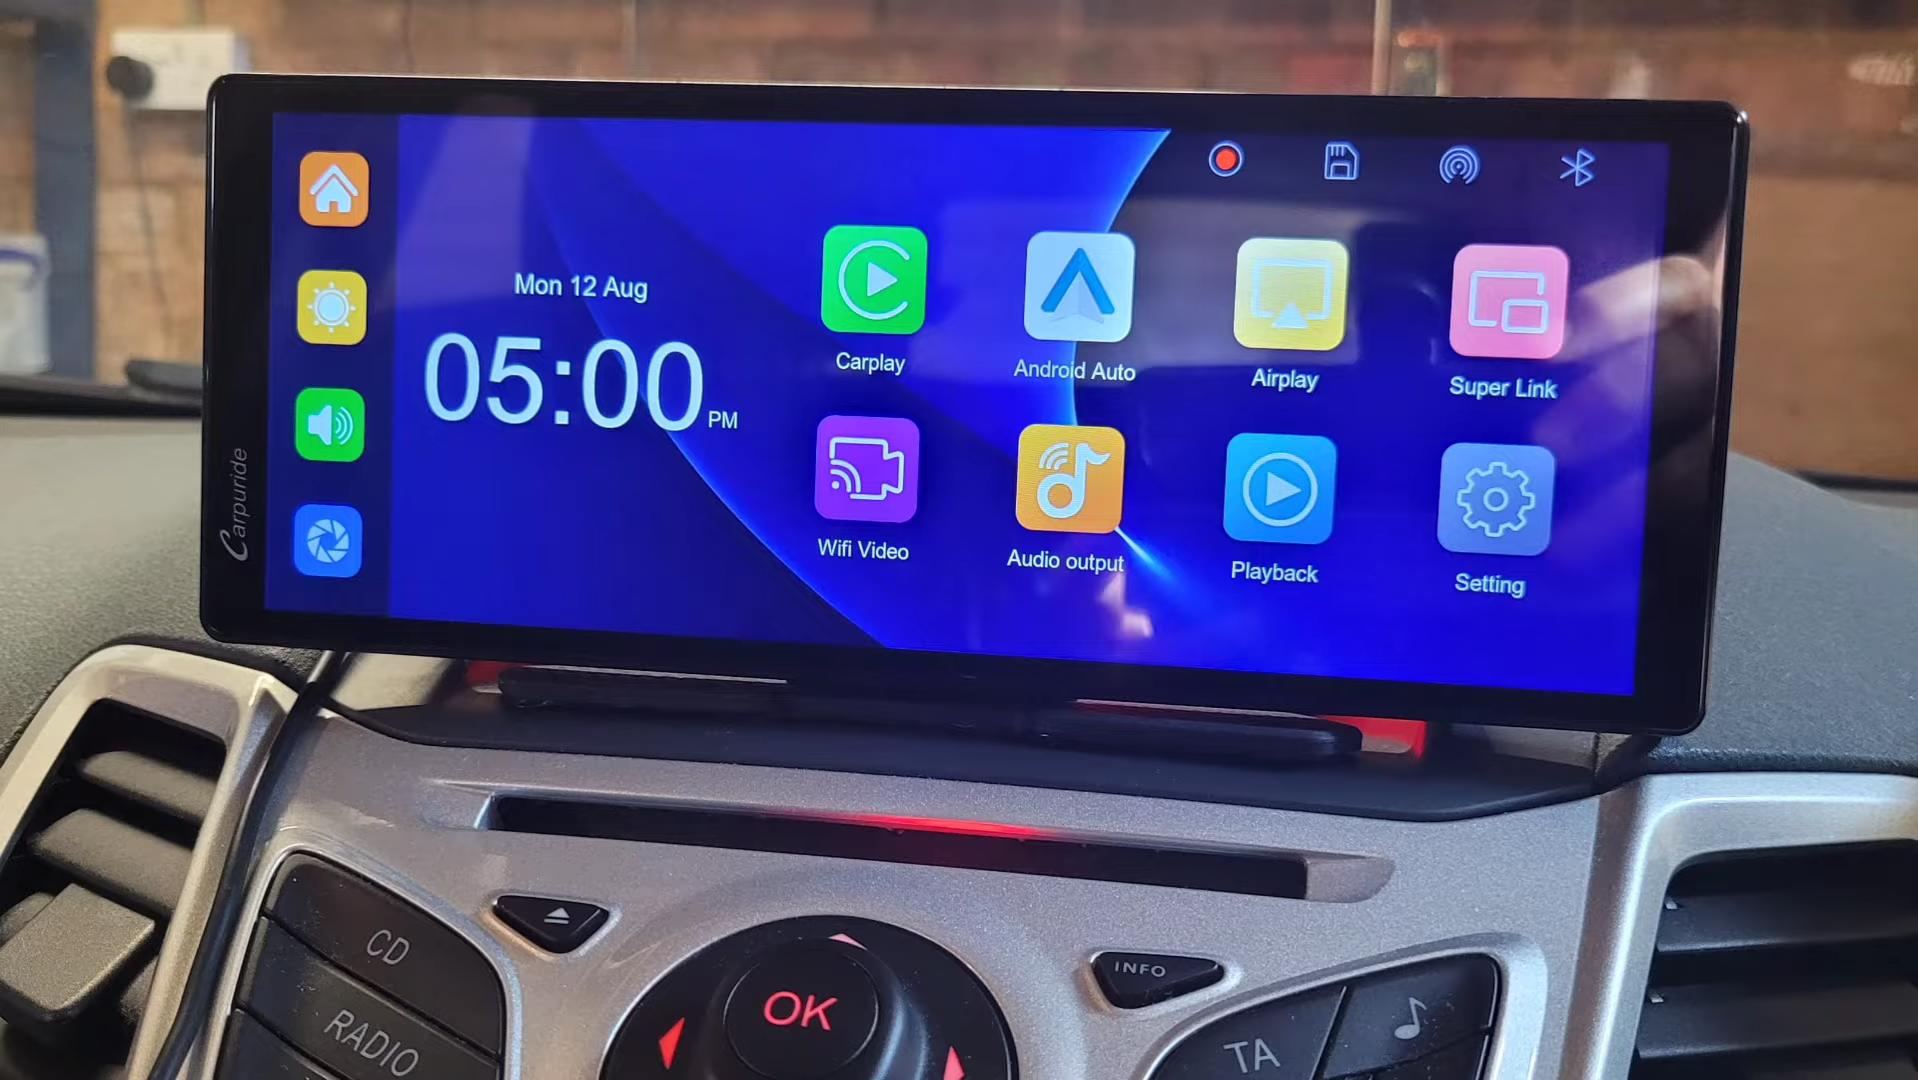 Carpuride
Mon 12 Aug
05:00 PM
Carplay
Android Auto
Airplay
Super Link
Wifi Video
Audio output
Playback
Setting
CD
RADIO
OK
INFO
TA